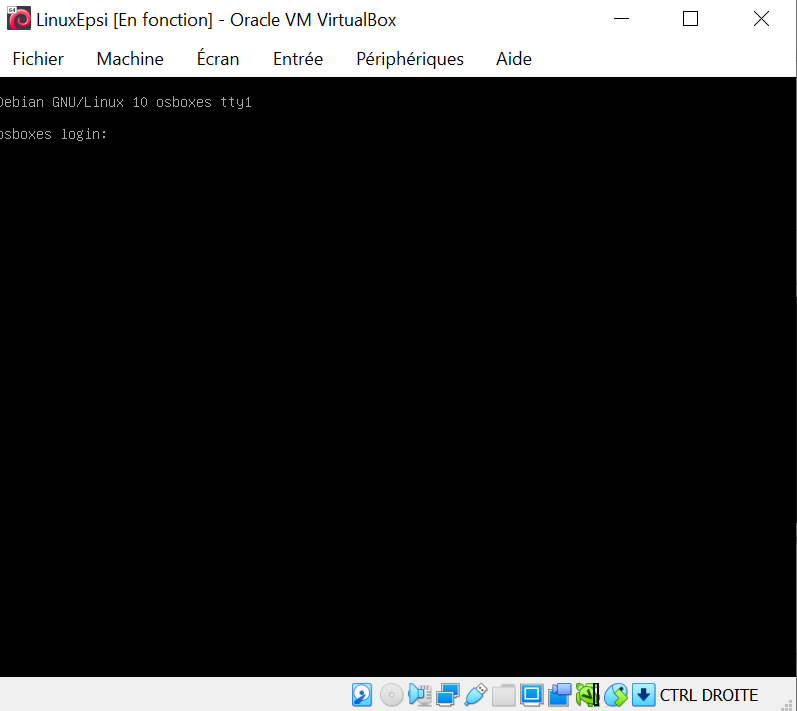 LinuxEpsi [En fonction] - Oracle VM VirtualBox
Fichier Machine Écran Entrée Périphériques Aide
Debian GNU/Linux 10 osboxes tty1
osboxes login:
CTRL DROITE